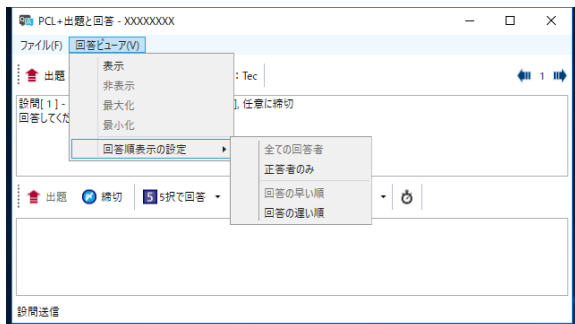 PCL+出題と回答 - XXXXXXXX
ファイル(F) 回答ビューア(V)
出題 : Tec 1
表示
非表示
最大化
最小化
回答順表示の設定
全ての回答者
正答者のみ
回答の早い順
回答の遅い順
設問[ 1 ] - ], 任意に締切
回答してくだ
出題 締切 5 5択で回答
設問送信